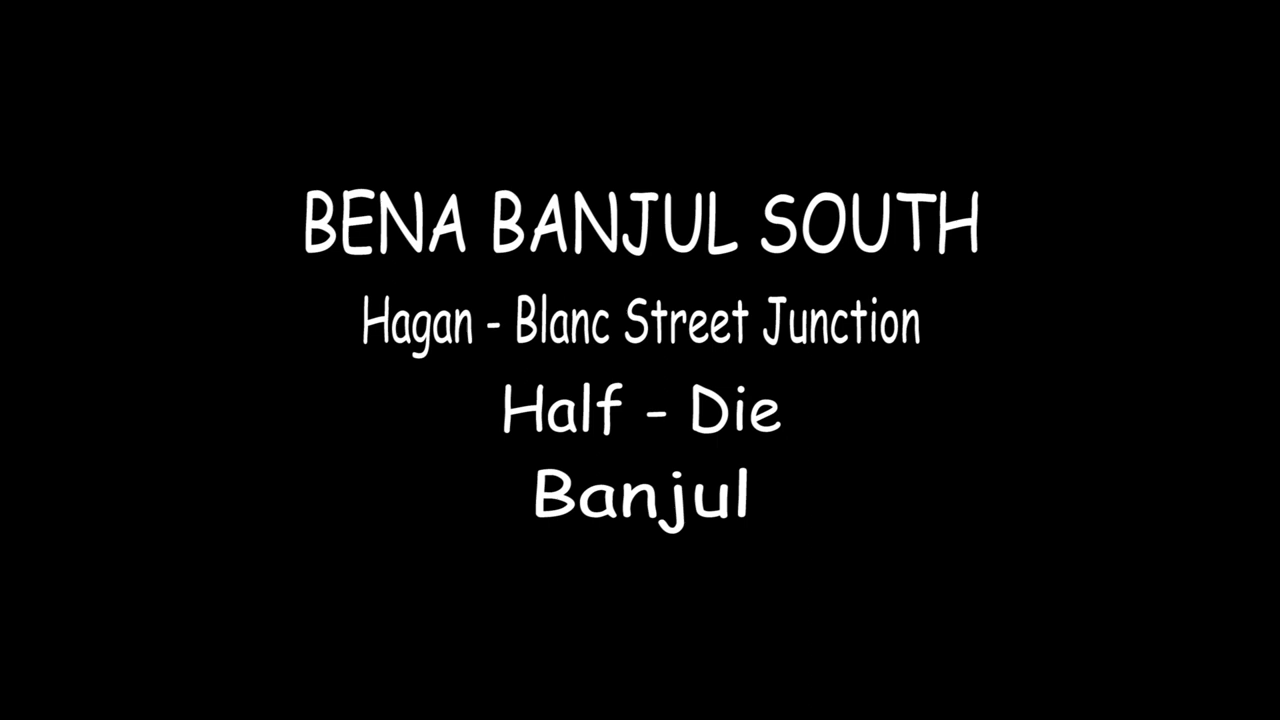 BENA BANJUL SOUTH
Hagan - Blanc Street Junction
Half - Die
Banjul